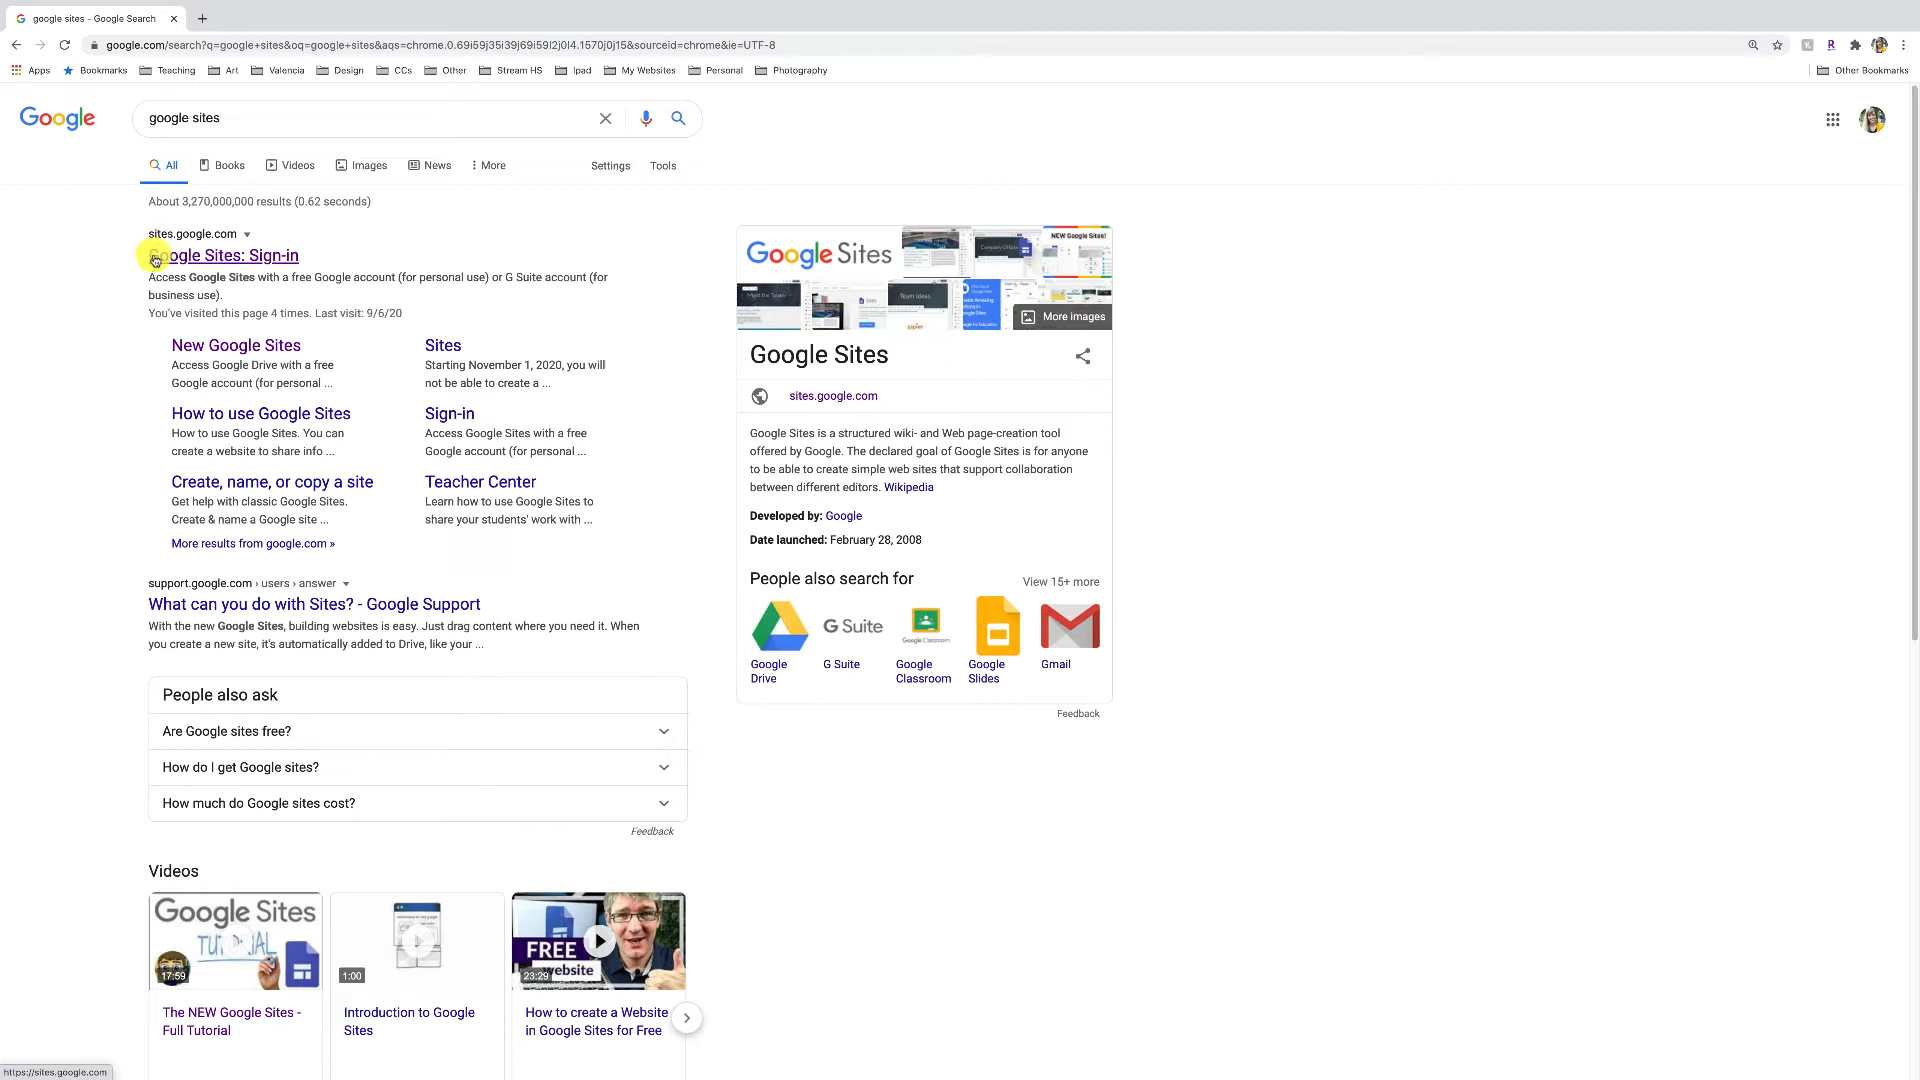 google sites - Google Search
google.com/search?q=google+sites&oq=google+sites&aqs=chrome.0.69i59j35i39j69i59l2j0l4.1570j0j15&sourceid=chrome&ie=UTF-8
Apps Bookmarks Teaching Art Valencia Design CCs Other Stream HS Ipad My Websites Personal Photography Other Bookmarks
Google
google sites
All Books Videos Images News More Settings Tools
About 3,270,000,000 results (0.62 seconds)
sites.google.com
Google Sites: Sign-in
Access Google Sites with a free Google account (for personal use) or G Suite account (for
business use).
You've visited this page 4 times. Last visit: 9/6/20
New Google Sites
Access Google Drive with a free
Google account (for personal ...
Sites
Starting November 1, 2020, you will
not be able to create a ...
How to use Google Sites
How to use Google Sites. You can
create a website to share info ...
Sign-in
Access Google Sites with a free
Google account (for personal ...
Create, name, or copy a site
Get help with classic Google Sites.
Create & name a Google site ...
Teacher Center
Learn how to use Google Sites to
share your students' work with ...
More results from google.com »
support.google.com › users › answer
What can you do with Sites? - Google Support
With the new Google Sites, building websites is easy. Just drag content where you need it. When
you create a new site, it's automatically added to Drive, like your ...
People also ask
Are Google sites free?
How do I get Google sites?
How much do Google sites cost?
Feedback
Videos
Google Sites
TUTORIAL
17:59
The NEW Google Sites -
Full Tutorial
1:00
Introduction to Google
Sites
FREE
website
23:29
How to create a Website
in Google Sites for Free
Google Sites
NEW Google Sites!
Meet the Team
Team Ideas
zapier
More images
Google Sites
sites.google.com
Google Sites is a structured wiki- and Web page-creation tool
offered by Google. The declared goal of Google Sites is for anyone
to be able to create simple web sites that support collaboration
between different editors. Wikipedia
Developed by: Google
Date launched: February 28, 2008
People also search for
View 15+ more
G Suite
Google Classroom
Google
Drive
G Suite
Google
Classroom
Google
Slides
Gmail
Feedback
https://sites.google.com